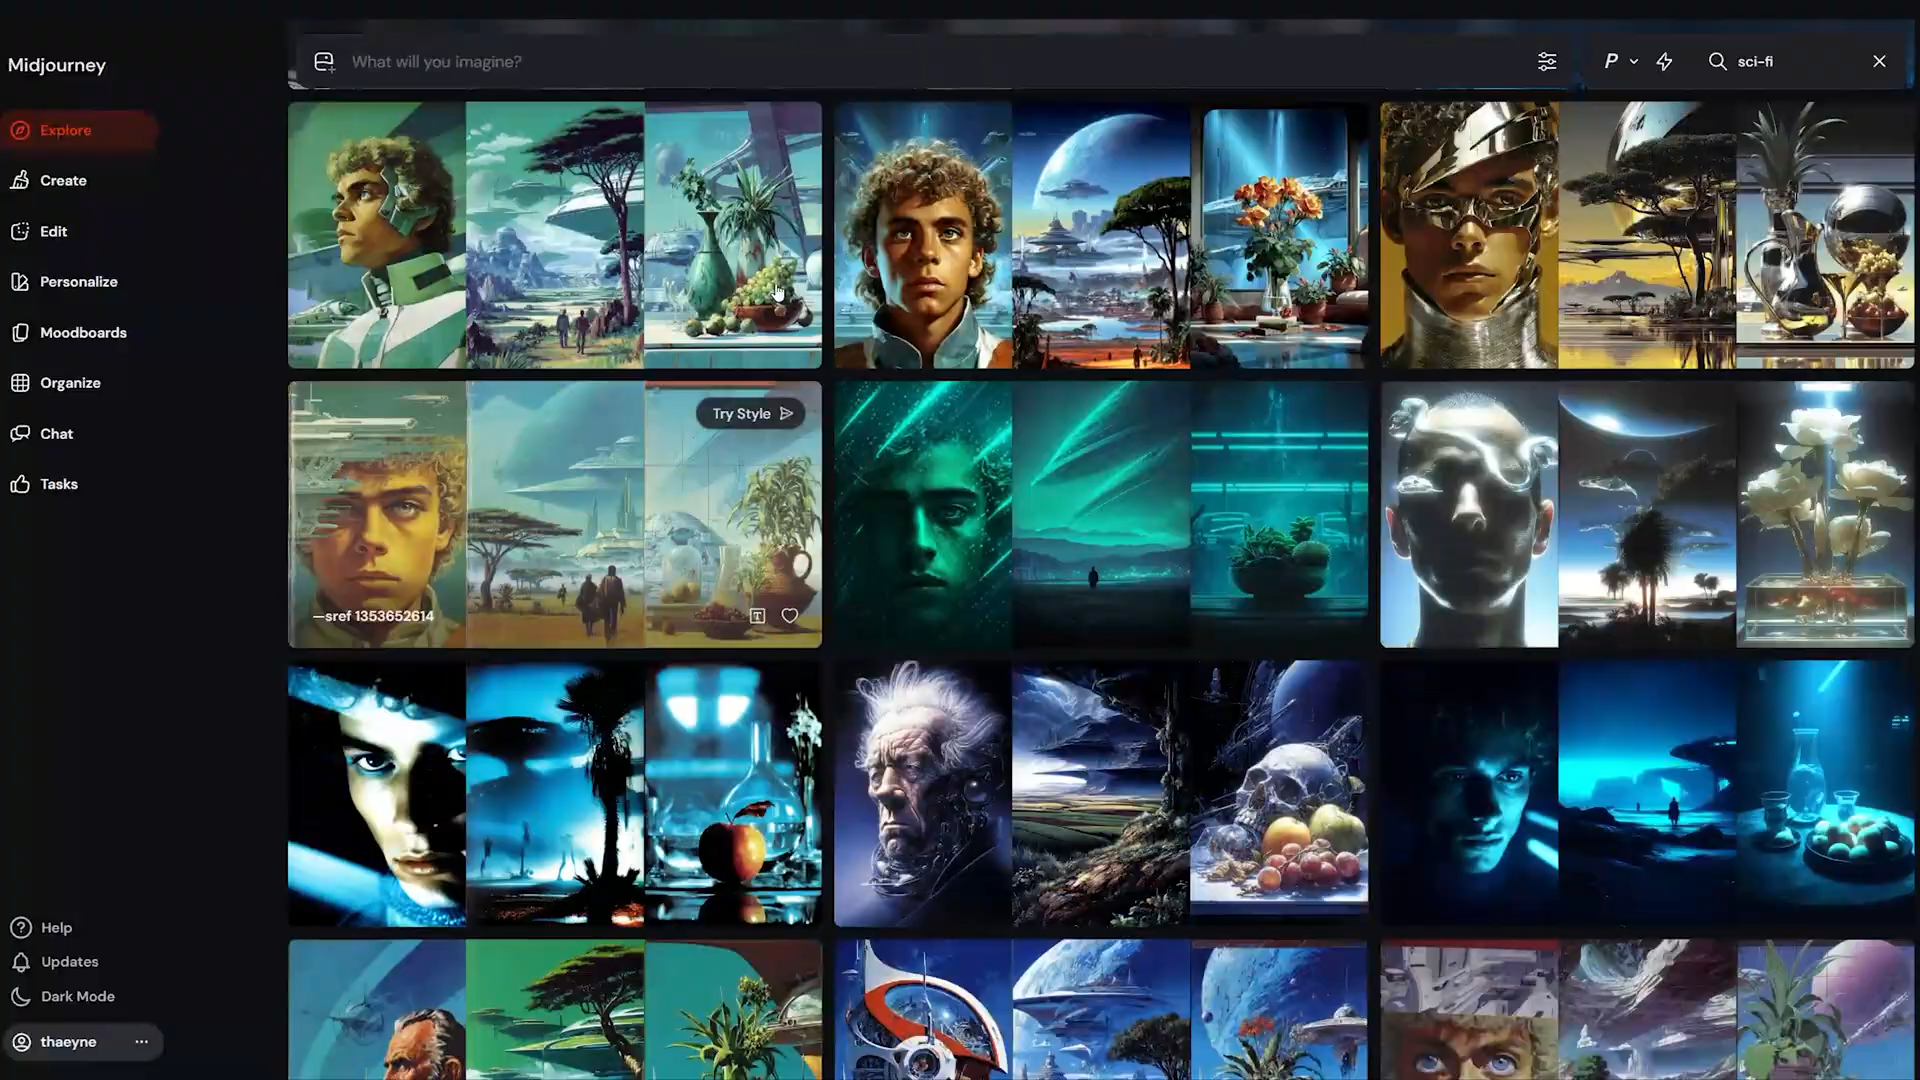 Midjourney
What will you imagine?
P
sci-fi
Explore
Create
Edit
Personalize
Moodboards
Organize
Chat
Tasks
Try Style
—sref 1353652614
T
Help
Updates
Dark Mode
thaeyne